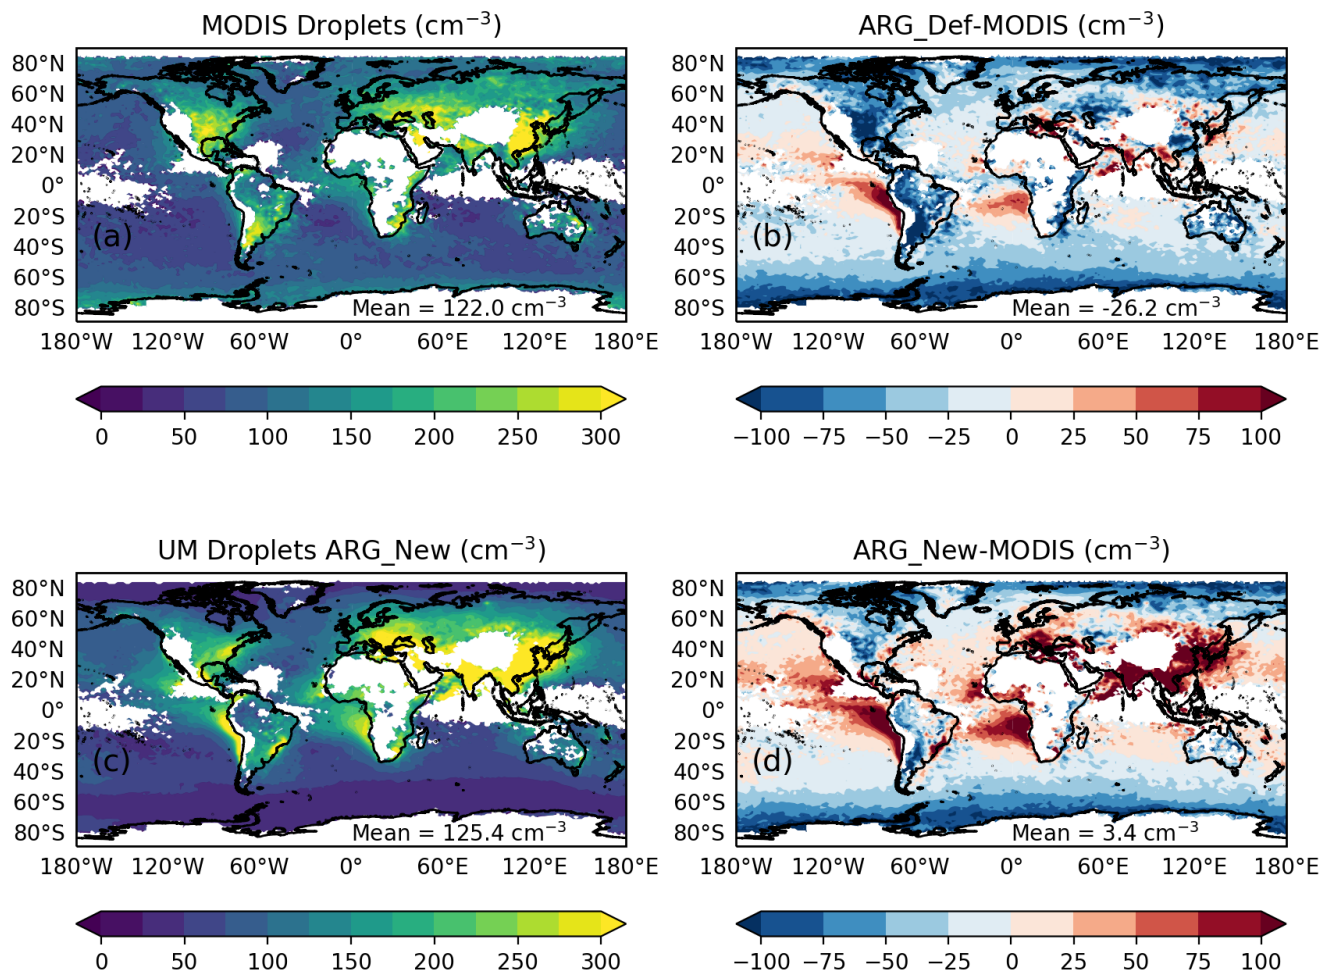 MODIS Droplets (cm⁻³)
ARG_Def-MODIS (cm⁻³)
80°N
60°N
40°N
20°N
0°
20°S
40°S
60°S
80°S
(a)
Mean = 122.0 cm⁻³
180°W 120°W 60°W 0° 60°E 120°E 180°E
80°N
60°N
40°N
20°N
0°
20°S
40°S
60°S
80°S
(b)
Mean = -26.2 cm⁻³
180°W 120°W 60°W 0° 60°E 120°E 180°E
0 50 100 150 200 250 300
−100 −75 −50 −25 0 25 50 75 100
UM Droplets ARG_New (cm⁻³)
ARG_New-MODIS (cm⁻³)
80°N
60°N
40°N
20°N
0°
20°S
40°S
60°S
80°S
(c)
Mean = 125.4 cm⁻³
180°W 120°W 60°W 0° 60°E 120°E 180°E
80°N
60°N
40°N
20°N
0°
20°S
40°S
60°S
80°S
(d)
Mean = 3.4 cm⁻³
180°W 120°W 60°W 0° 60°E 120°E 180°E
0 50 100 150 200 250 300
−100 −75 −50 −25 0 25 50 75 100